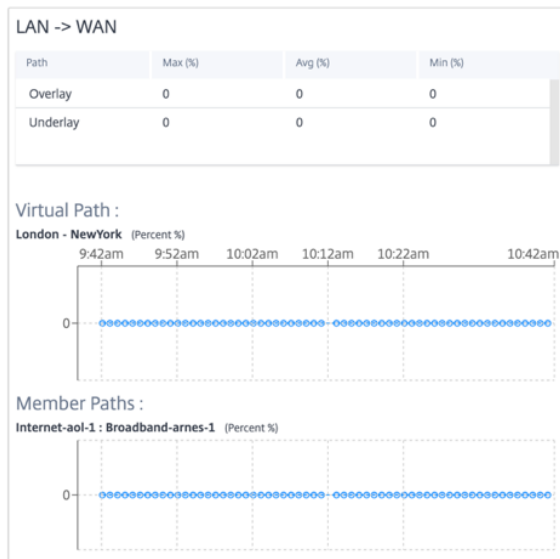 LAN -> WAN
Path Max (%) Avg (%) Min (%)
Overlay 0 0 0
Underlay 0 0 0
Virtual Path :
London - NewYork (Percent %)
9:42am 9:52am 10:02am 10:12am 10:22am 10:42am
0
Member Paths :
Internet-aol-1 : Broadband-arnes-1 (Percent %)
0